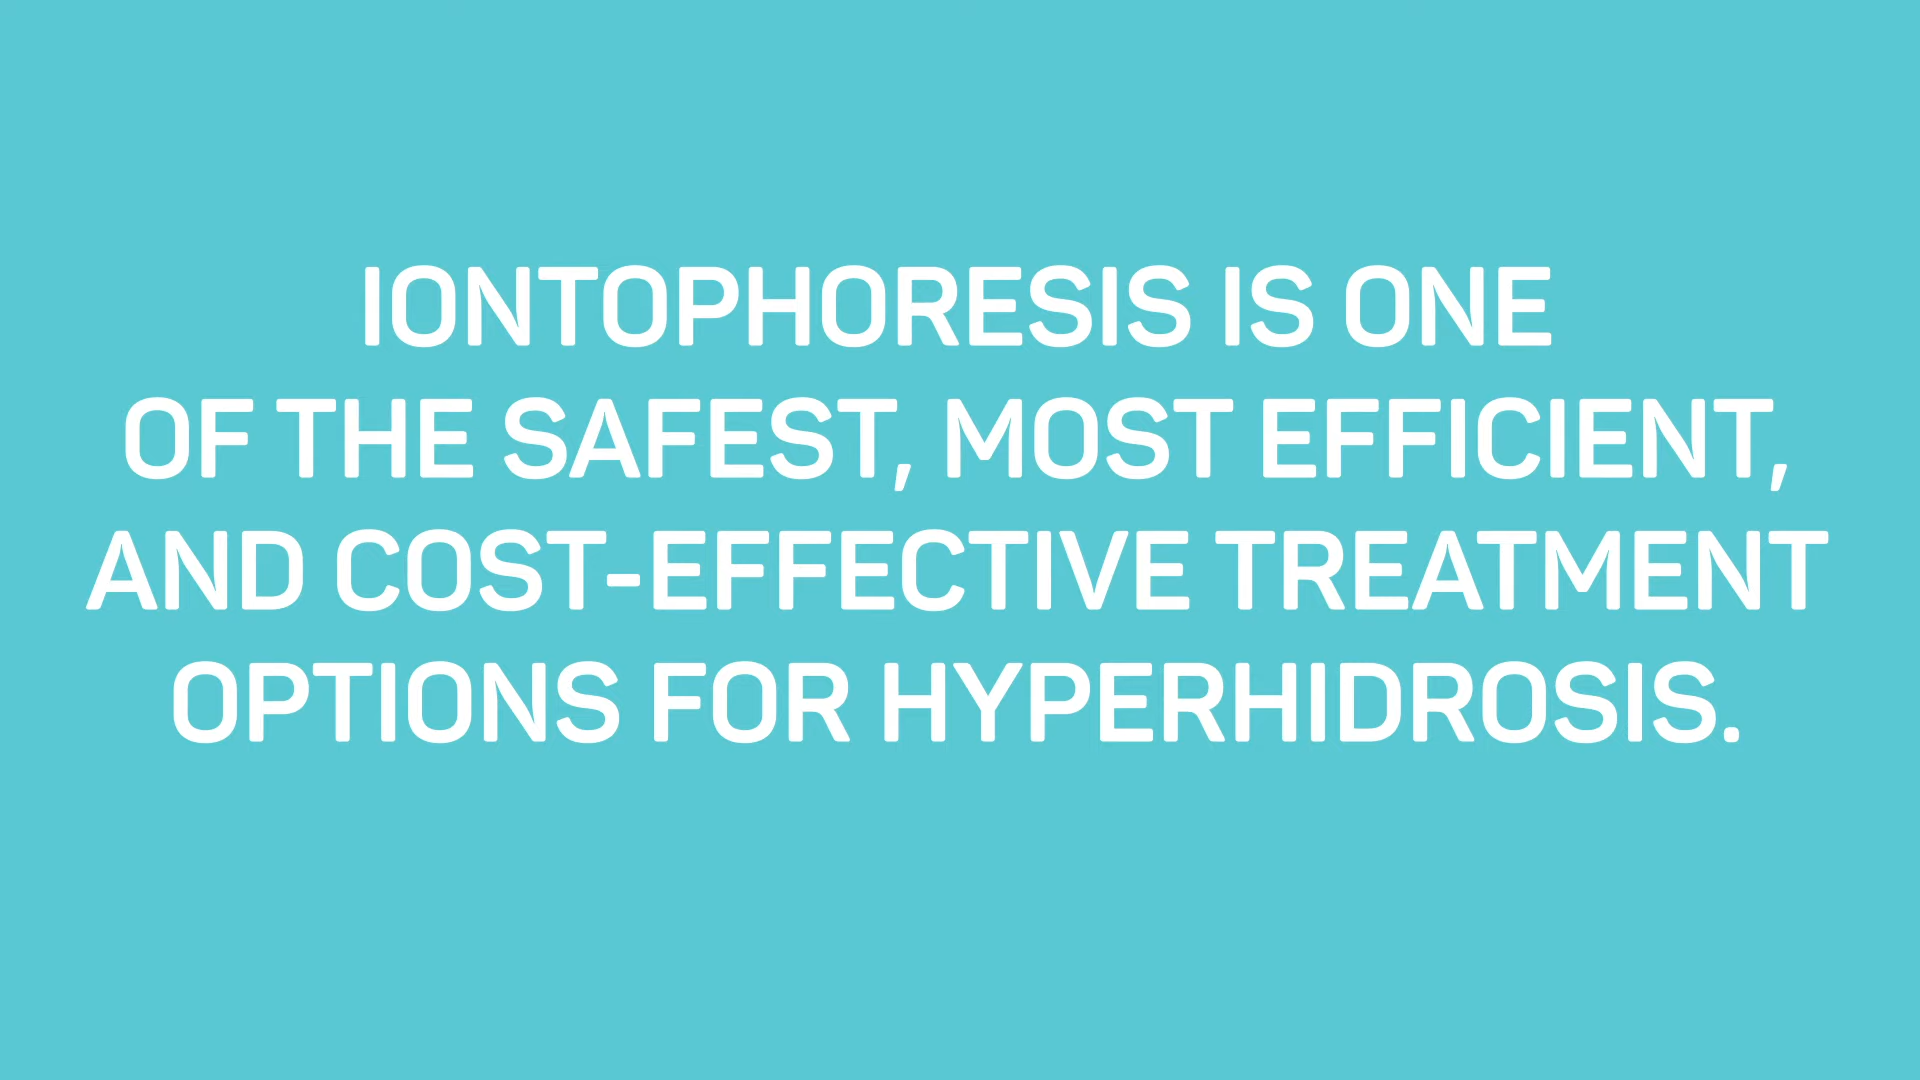 IONTOPHORESIS IS ONE
OF THE SAFEST, MOST EFFICIENT,
AND COST-EFFECTIVE TREATMENT
OPTIONS FOR HYPERHIDROSIS.